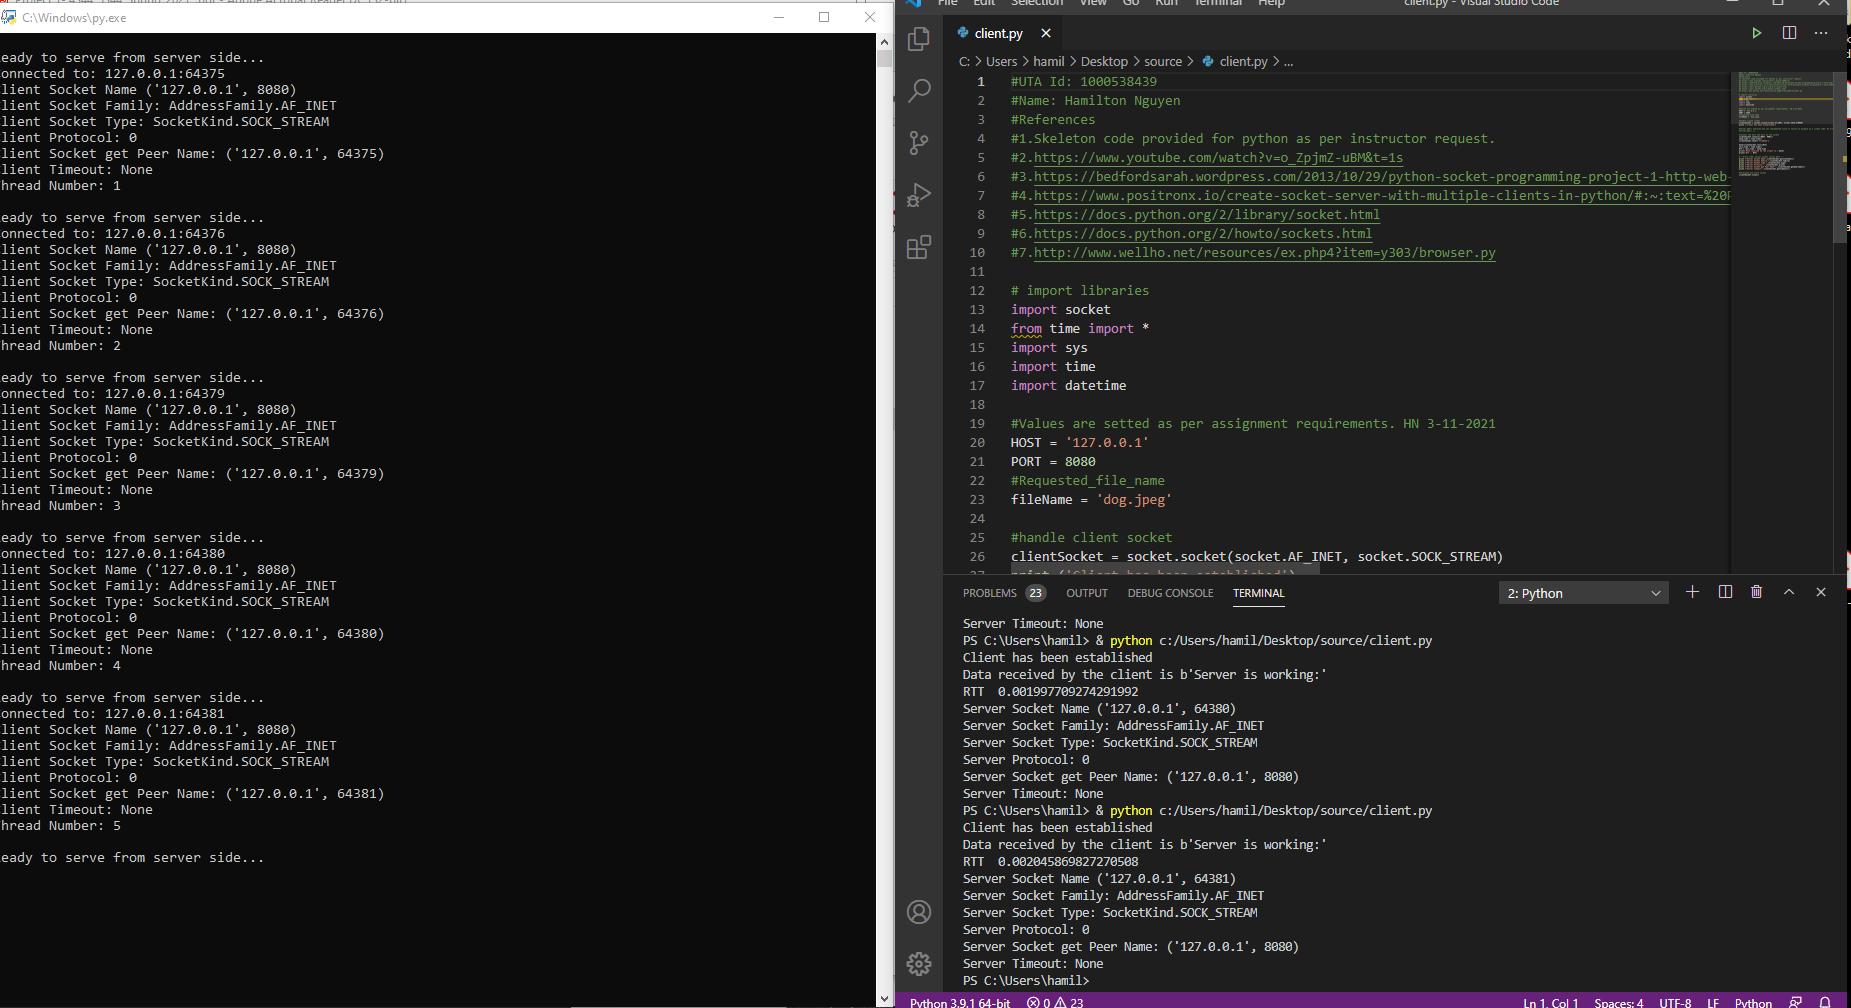 C:\Windows\py.exe
eady to serve from server side...
onnected to: 127.0.0.1:64375
lient Socket Name ('127.0.0.1', 8080)
lient Socket Family: AddressFamily.AF_INET
lient Socket Type: SocketKind.SOCK_STREAM
lient Protocol: 0
lient Socket get Peer Name: ('127.0.0.1', 64375)
lient Timeout: None
hread Number: 1
eady to serve from server side...
onnected to: 127.0.0.1:64376
lient Socket Name ('127.0.0.1', 8080)
lient Socket Family: AddressFamily.AF_INET
lient Socket Type: SocketKind.SOCK_STREAM
lient Protocol: 0
lient Socket get Peer Name: ('127.0.0.1', 64376)
lient Timeout: None
hread Number: 2
eady to serve from server side...
onnected to: 127.0.0.1:64379
lient Socket Name ('127.0.0.1', 8080)
lient Socket Family: AddressFamily.AF_INET
lient Socket Type: SocketKind.SOCK_STREAM
lient Protocol: 0
lient Socket get Peer Name: ('127.0.0.1', 64379)
lient Timeout: None
hread Number: 3
eady to serve from server side...
onnected to: 127.0.0.1:64380
lient Socket Name ('127.0.0.1', 8080)
lient Socket Family: AddressFamily.AF_INET
lient Socket Type: SocketKind.SOCK_STREAM
lient Protocol: 0
lient Socket get Peer Name: ('127.0.0.1', 64380)
lient Timeout: None
hread Number: 4
eady to serve from server side...
onnected to: 127.0.0.1:64381
lient Socket Name ('127.0.0.1', 8080)
lient Socket Family: AddressFamily.AF_INET
lient Socket Type: SocketKind.SOCK_STREAM
lient Protocol: 0
lient Socket get Peer Name: ('127.0.0.1', 64381)
lient Timeout: None
hread Number: 5
eady to serve from server side...
File Edit Selection View Go Run Terminal Help client.py - Visual Studio Code
client.py
C: > Users > hamil > Desktop > source > client.py > ...
1 #UTA Id: 1000538439
2 #Name: Hamilton Nguyen
3 #References
4 #1.Skeleton code provided for python as per instructor request.
5 #2.https://www.youtube.com/watch?v=o_ZpjmZ-uBM&t=1s
6 #3.https://bedfordsarah.wordpress.com/2013/10/29/python-socket-programming-project-1-http-web-
7 #4.https://www.positronx.io/create-socket-server-with-multiple-clients-in-python/#:~:text=%20P
8 #5.https://docs.python.org/2/library/socket.html
9 #6.https://docs.python.org/2/howto/sockets.html
10 #7.http://www.wellho.net/resources/ex.php4?item=y303/browser.py
11
12 # import libraries
13 import socket
14 from time import *
15 import sys
16 import time
17 import datetime
18
19 #Values are setted as per assignment requirements. HN 3-11-2021
20 HOST = '127.0.0.1'
21 PORT = 8080
22 #Requested_file_name
23 fileName = 'dog.jpeg'
24
25 #handle client socket
26 clientSocket = socket.socket(socket.AF_INET, socket.SOCK_STREAM)
27 print ('Client has been established')
PROBLEMS 23 OUTPUT DEBUG CONSOLE TERMINAL 2: Python
Server Timeout: None
PS C:\Users\hamil> & python c:/Users/hamil/Desktop/source/client.py
Client has been established
Data received by the client is b'Server is working:'
RTT  0.001997709274291992
Server Socket Name ('127.0.0.1', 64380)
Server Socket Family: AddressFamily.AF_INET
Server Socket Type: SocketKind.SOCK_STREAM
Server Protocol: 0
Server Socket get Peer Name: ('127.0.0.1', 8080)
Server Timeout: None
PS C:\Users\hamil> & python c:/Users/hamil/Desktop/source/client.py
Client has been established
Data received by the client is b'Server is working:'
RTT  0.002045869827270508
Server Socket Name ('127.0.0.1', 64381)
Server Socket Family: AddressFamily.AF_INET
Server Socket Type: SocketKind.SOCK_STREAM
Server Protocol: 0
Server Socket get Peer Name: ('127.0.0.1', 8080)
Server Timeout: None
PS C:\Users\hamil>
Python 3.9.1 64-bit 0 23 Ln 1, Col 1 Spaces: 4 UTF-8 LF Python